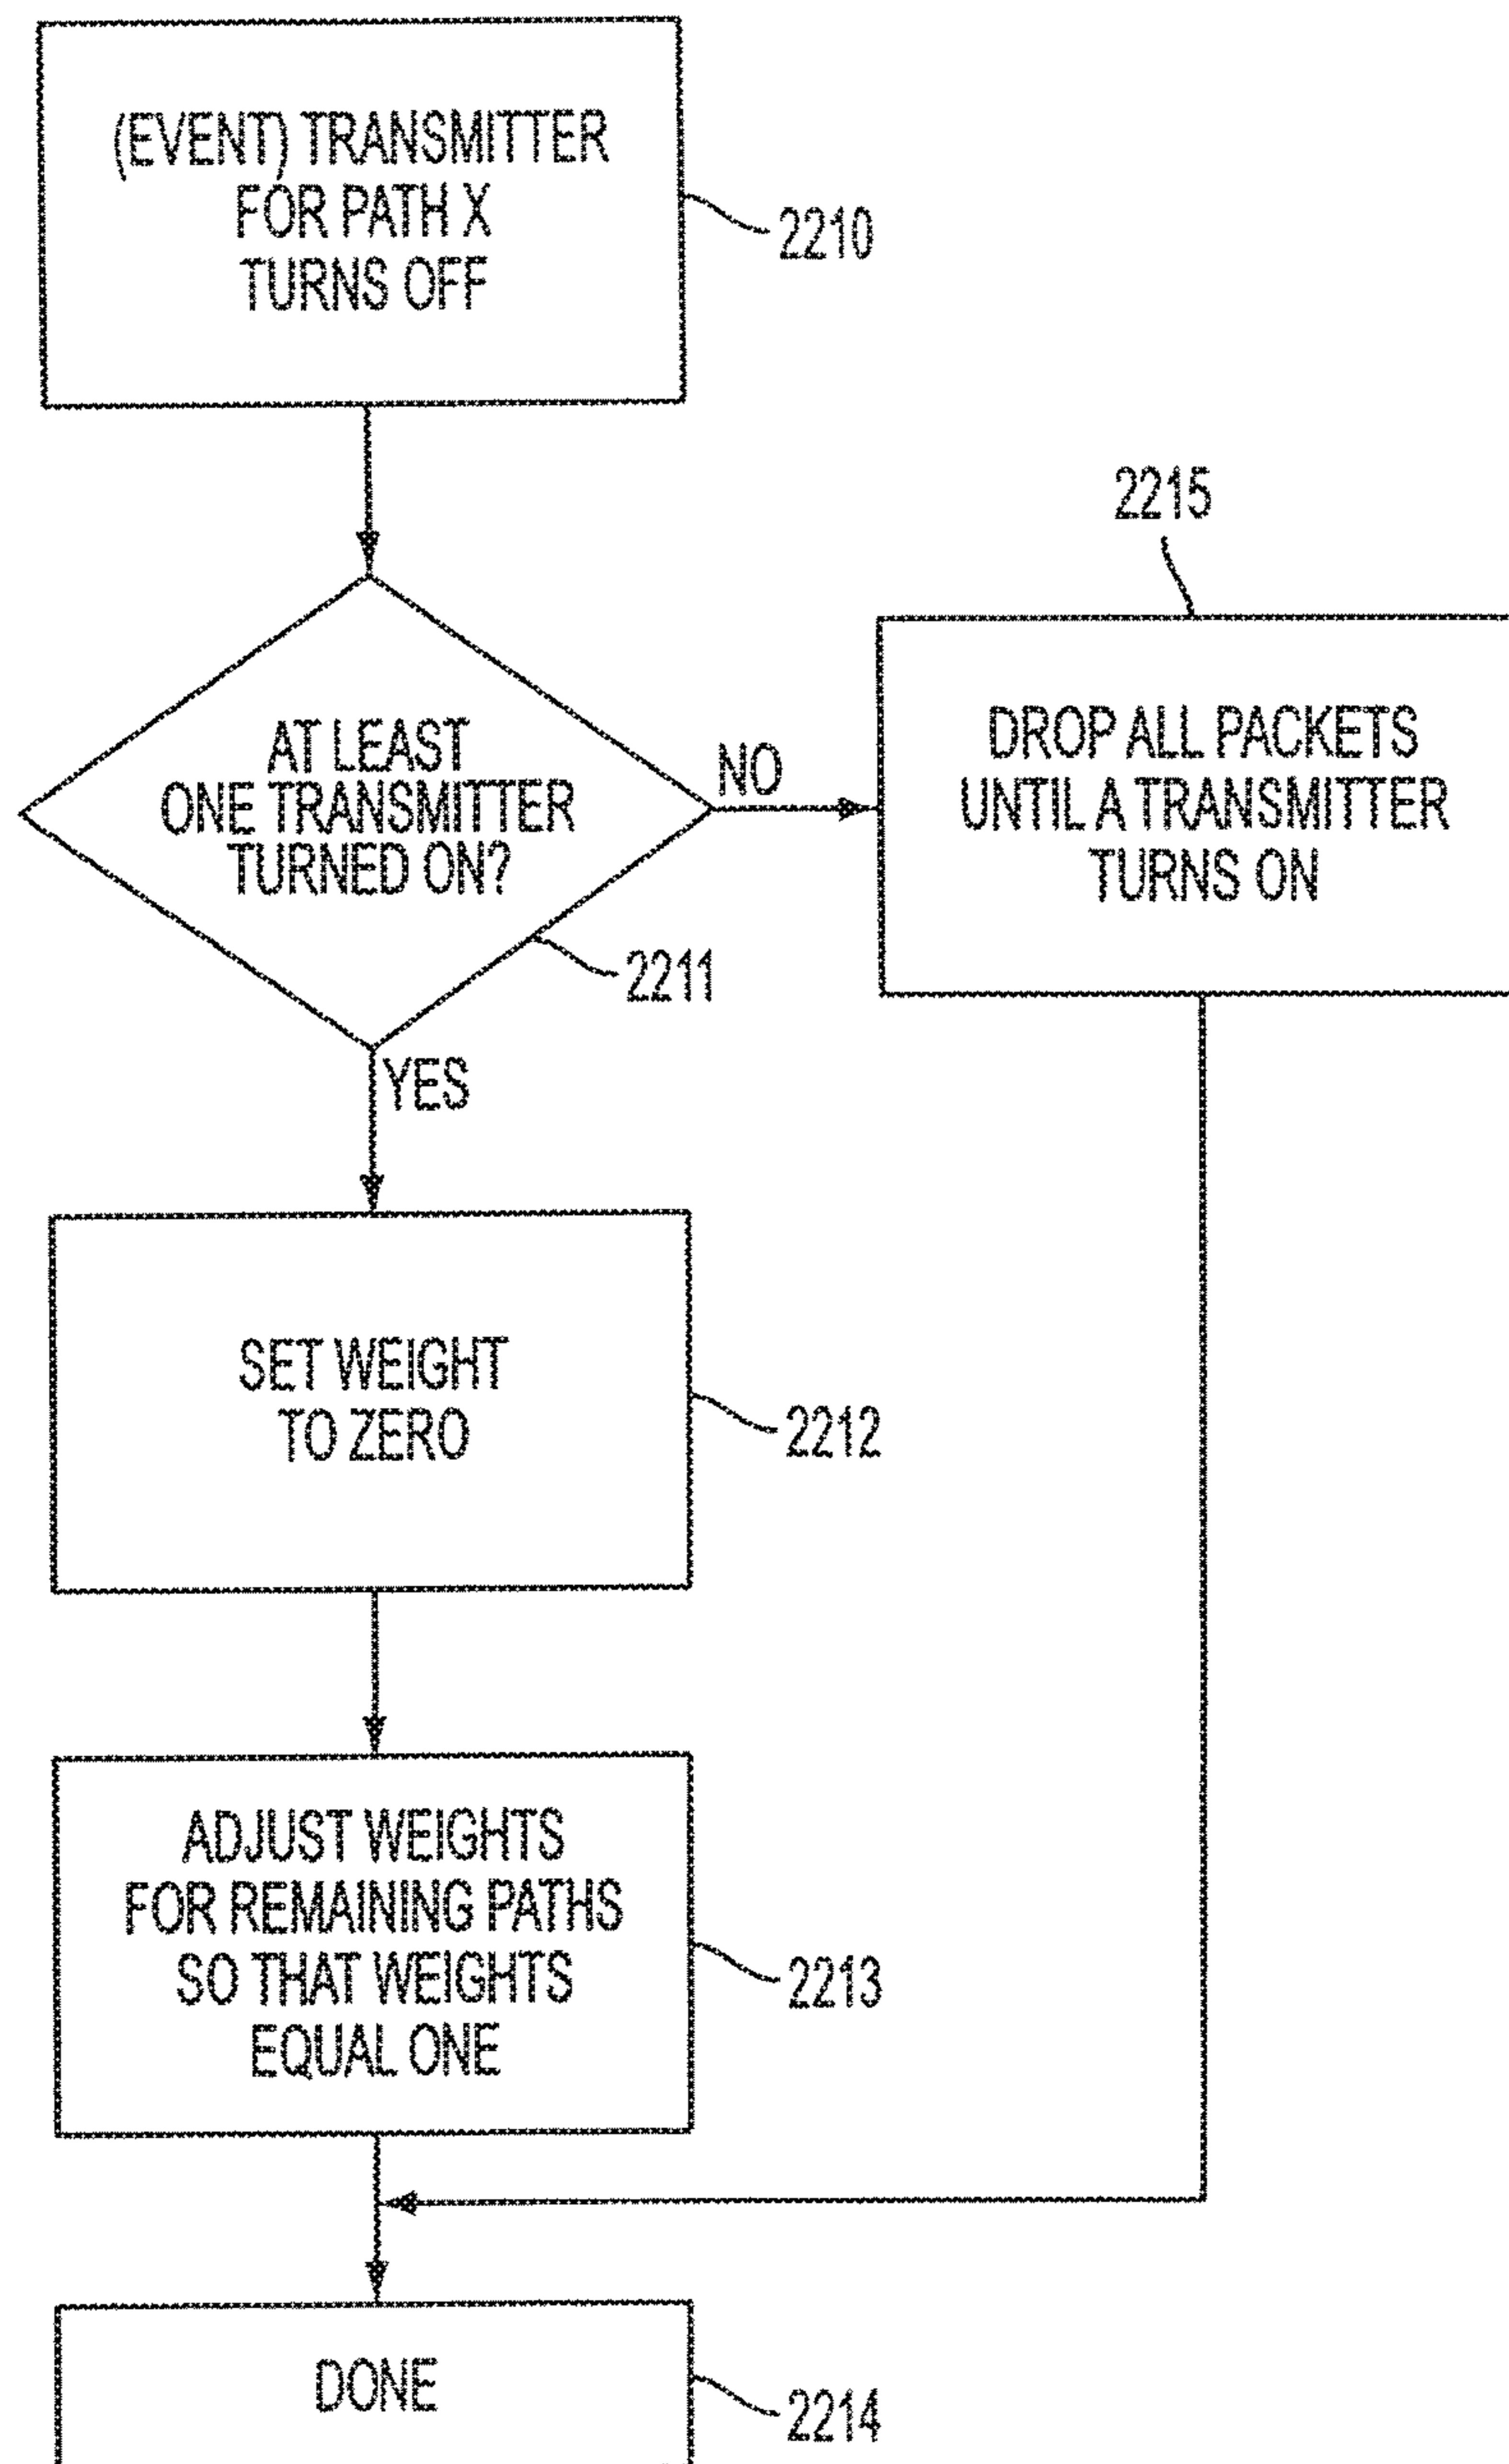 (EVENT) TRANSMITTER
FOR PATH X
TURNS OFF
2210
2215
AT LEAST
ONE TRANSMITTER
TURNED ON?
NO
2211
DROP ALL PACKETS
UNTIL A TRANSMITTER
TURNS ON
YES
SET WEIGHT
TO ZERO
2212
ADJUST WEIGHTS
FOR REMAINING PATHS
SO THAT WEIGHTS
EQUAL ONE
2213
DONE
2214